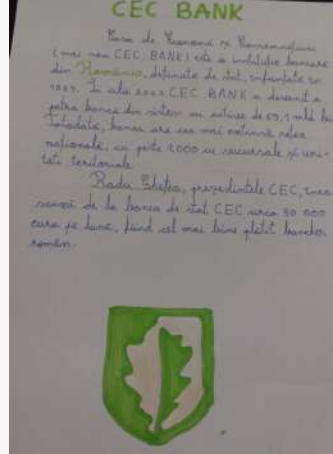 CEC BANK
Casa de Economii și Consemnațiuni
(mai nou CEC BANK) este o instituție bancară
din România, deținută de stat, înființată în
1864. În iulie 2020 CEC BANK a devenit a
patra bancă din sistem cu active de 69,1 mld lei
Totodată, banca are cea mai extinsă rețea
națională, cu peste 1000 de sucursale și uni-
tăți teritoriale.
Radu Ghețea, președintele CEC, înca
sează de la banca de stat CEC circa 30 000
euro pe lună, fiind cel mai bine plătit bancher
român.